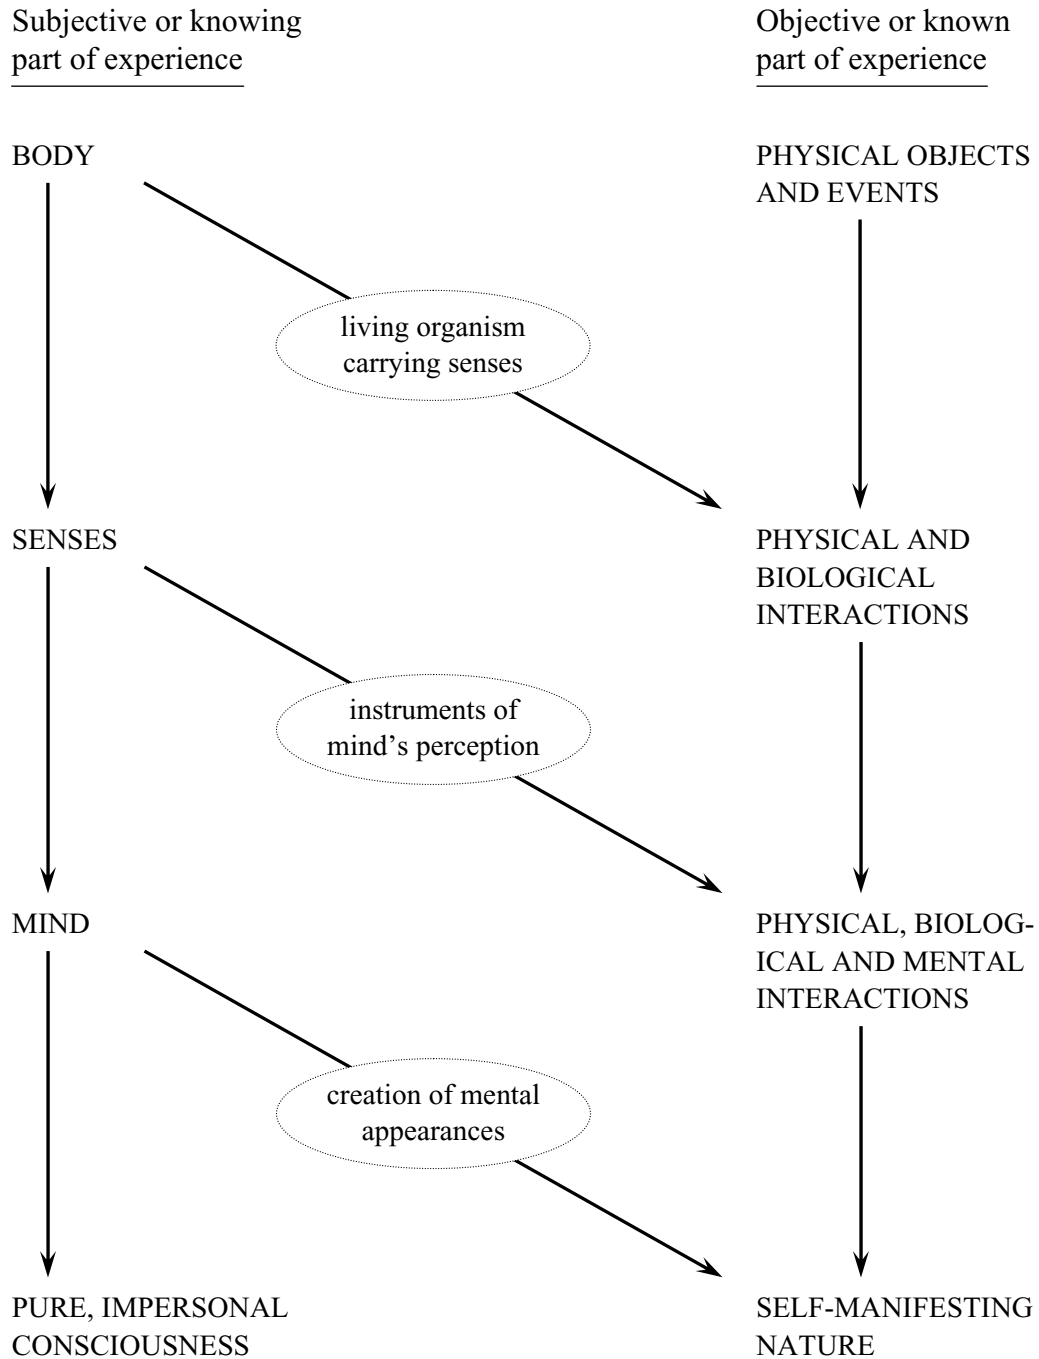 Subjective or knowing
part of experience
Objective or known
part of experience
BODY
PHYSICAL OBJECTS
AND EVENTS
living organism
carrying senses
SENSES
PHYSICAL AND
BIOLOGICAL
INTERACTIONS
instruments of
mind’s perception
MIND
PHYSICAL, BIOLOG-
ICAL AND MENTAL
INTERACTIONS
creation of mental
appearances
PURE, IMPERSONAL
CONSCIOUSNESS
SELF-MANIFESTING
NATURE